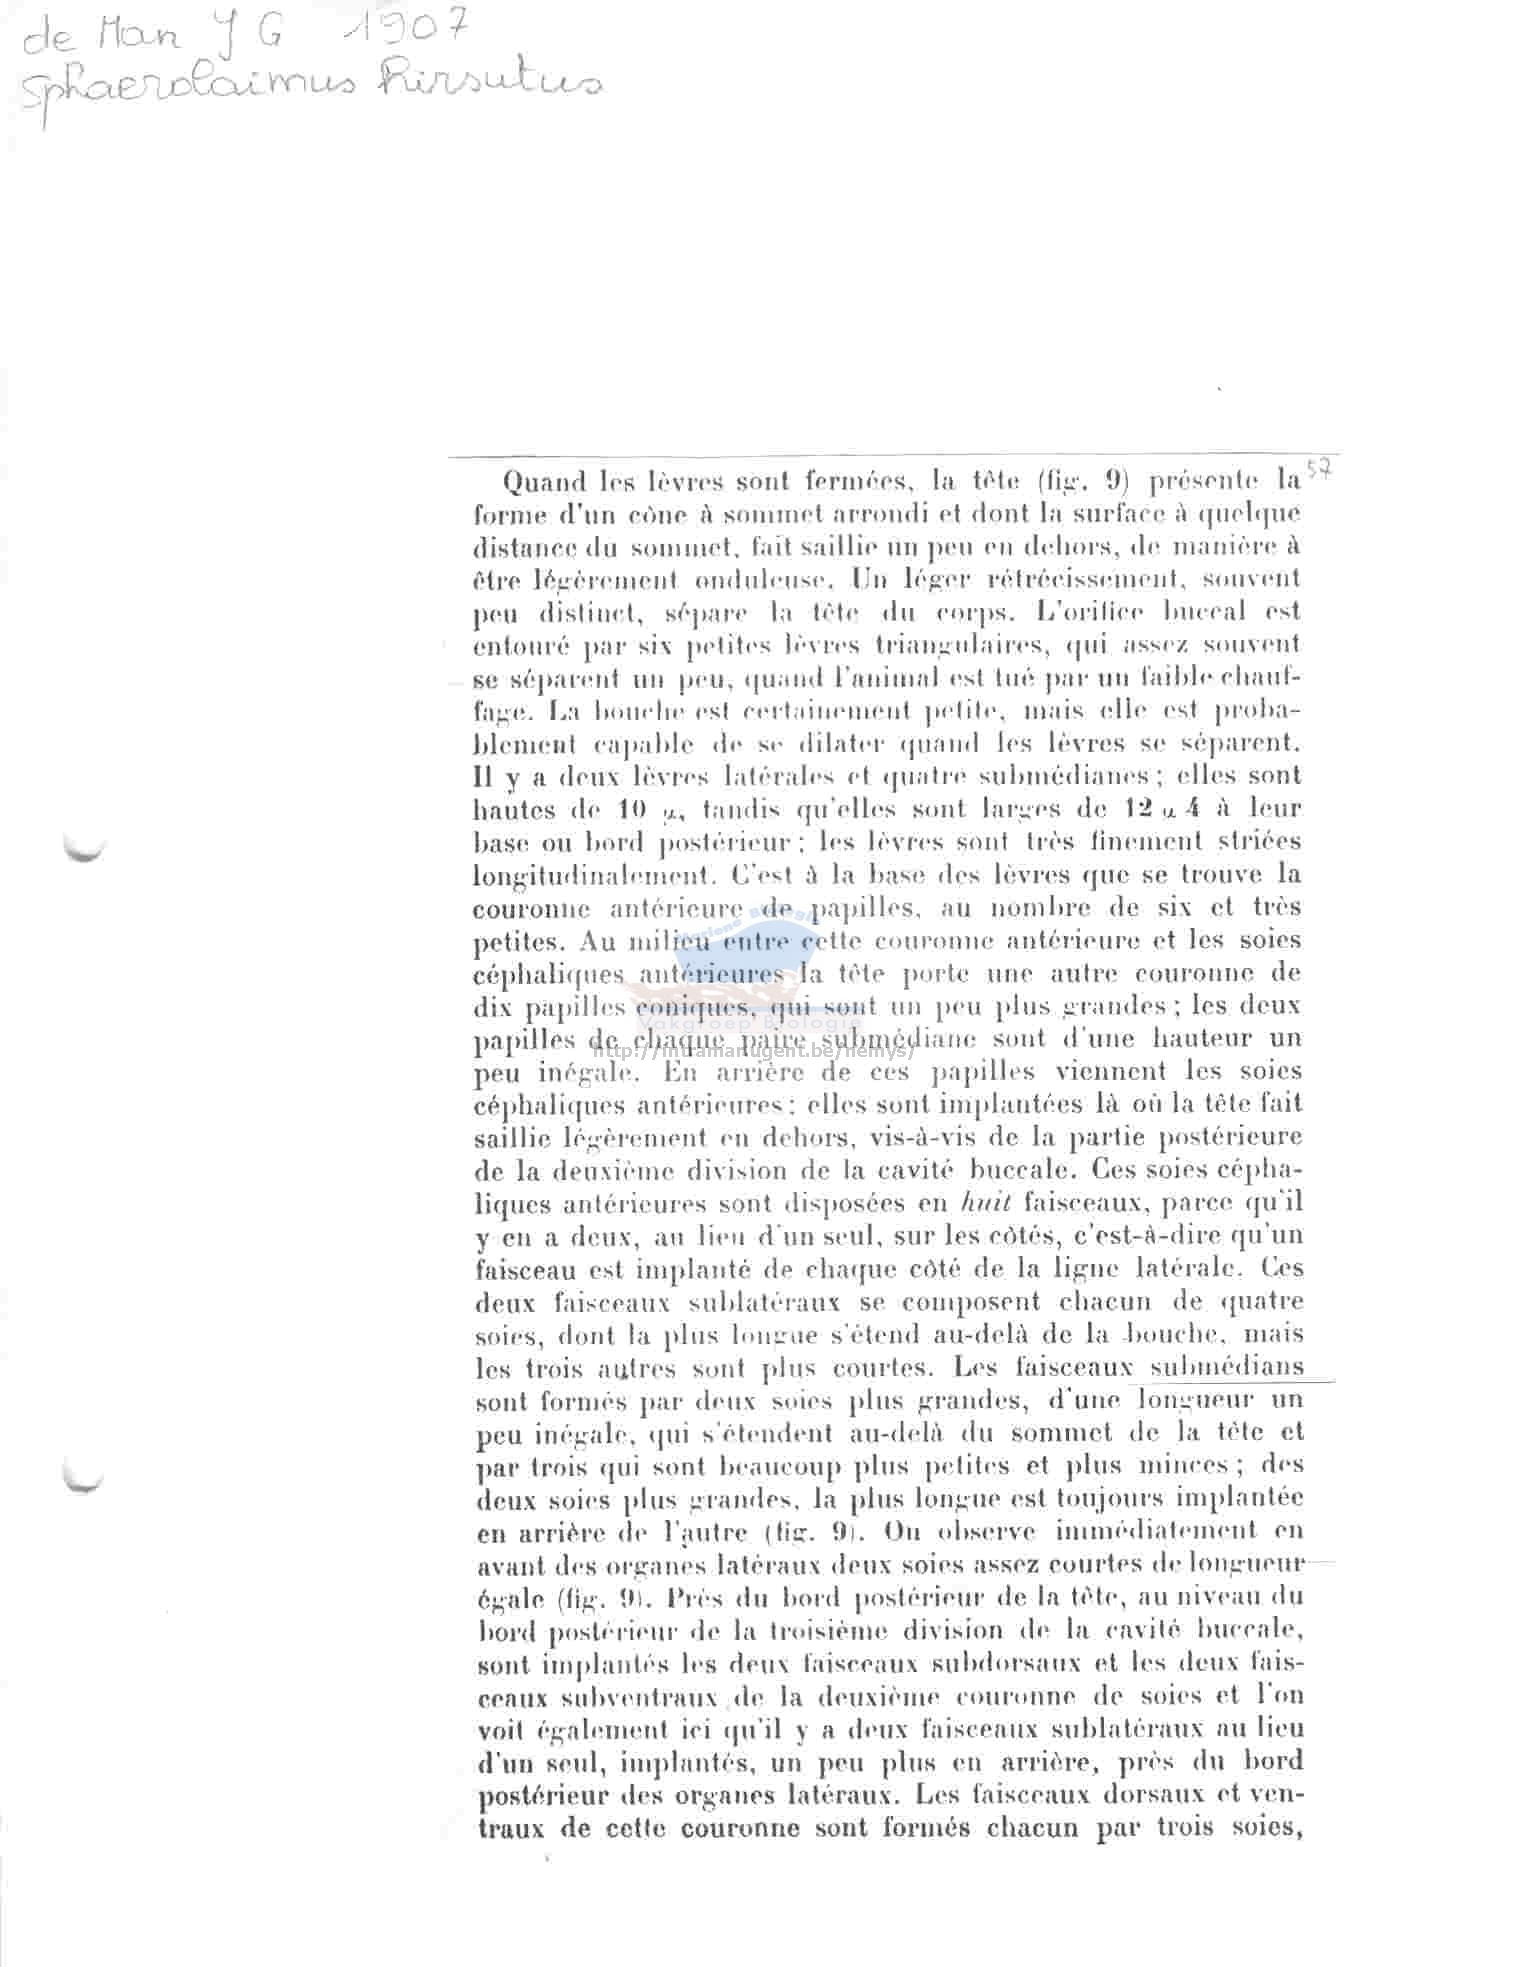 de Man J G 1907
Sphaerolaimus hirsutus
57
Quand les lèvres sont fermées, la tête (fig. 9) présente la
forme d'un cône à sommet arrondi et dont la surface à quelque
distance du sommet, fait saillie un peu en dehors, de manière à
être légèrement onduleuse. Un léger rétrécissement, souvent
peu distinct, sépare la tête du corps. L'orifice buccal est
entouré par six petites lèvres triangulaires, qui assez souvent
se séparent un peu, quand l'animal est tué par un faible chauf-
fage. La bouche est certainement petite, mais elle est proba-
blement capable de se dilater quand les lèvres se séparent.
Il y a deux lèvres latérales et quatre submédianes; elles sont
hautes de 10 µ, tandis qu'elles sont larges de 12 µ 4 à leur
base ou bord postérieur; les lèvres sont très finement striées
longitudinalement. C'est à la base des lèvres que se trouve la
couronne antérieure de papilles, au nombre de six et très
petites. Au milieu entre cette couronne antérieure et les soies
céphaliques antérieures la tête porte une autre couronne de
dix papilles coniques, qui sont un peu plus grandes; les deux
papilles de chaque paire submédiane sont d'une hauteur un
peu inégale. En arrière de ces papilles viennent les soies
céphaliques antérieures; elles sont implantées là où la tête fait
saillie légèrement en dehors, vis-à-vis de la partie postérieure
de la deuxième division de la cavité buccale. Ces soies cépha-
liques antérieures sont disposées en huit faisceaux, parce qu'il
y en a deux, au lieu d'un seul, sur les côtés, c'est-à-dire qu'un
faisceau est implanté de chaque côté de la ligne latérale. Ces
deux faisceaux sublatéraux se composent chacun de quatre
soies, dont la plus longue s'étend au-delà de la bouche, mais
les trois autres sont plus courtes. Les faisceaux submédians
sont formés par deux soies plus grandes, d'une longueur un
peu inégale, qui s'étendent au-delà du sommet de la tête et
par trois qui sont beaucoup plus petites et plus minces; des
deux soies plus grandes, la plus longue est toujours implantée
en arrière de l'autre (fig. 9). On observe immédiatement en
avant des organes latéraux deux soies assez courtes de longueur
égale (fig. 9). Près du bord postérieur de la tête, au niveau du
bord postérieur de la troisième division de la cavité buccale,
sont implantés les deux faisceaux subdorsaux et les deux fais-
ceaux subventraux de la deuxième couronne de soies et l'on
voit également ici qu'il y a deux faisceaux sublatéraux au lieu
d'un seul, implantés, un peu plus en arrière, près du bord
postérieur des organes latéraux. Les faisceaux dorsaux et ven-
traux de cette couronne sont formés chacun par trois soies,
Mariene Biologie
Vakgroep Biologie